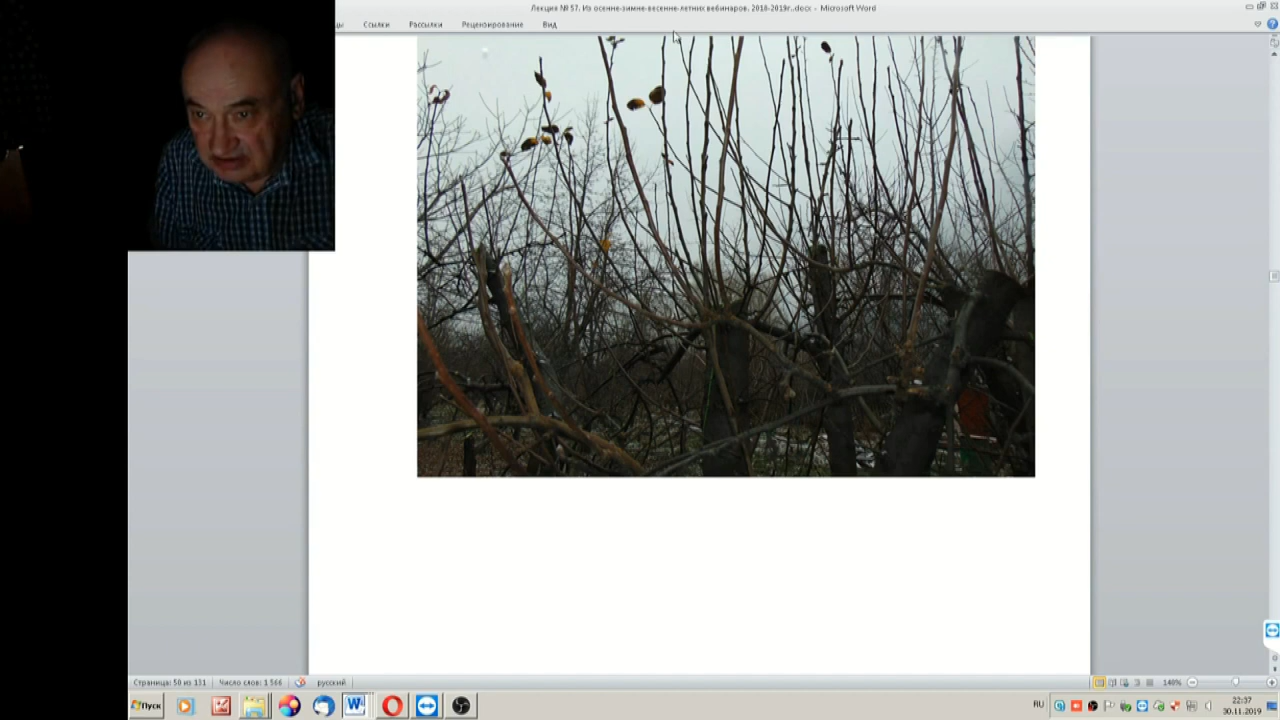 Лекция № 57. Из осенне-зимне-весенне-летних вебинаров. 2018-2019г..docx - Microsoft Word
Ссылки Рассылки Рецензирование Вид
Страница: 50 из 131 Число слов: 1 566 русский 140%
Пуск RU 22:37
30.11.2019